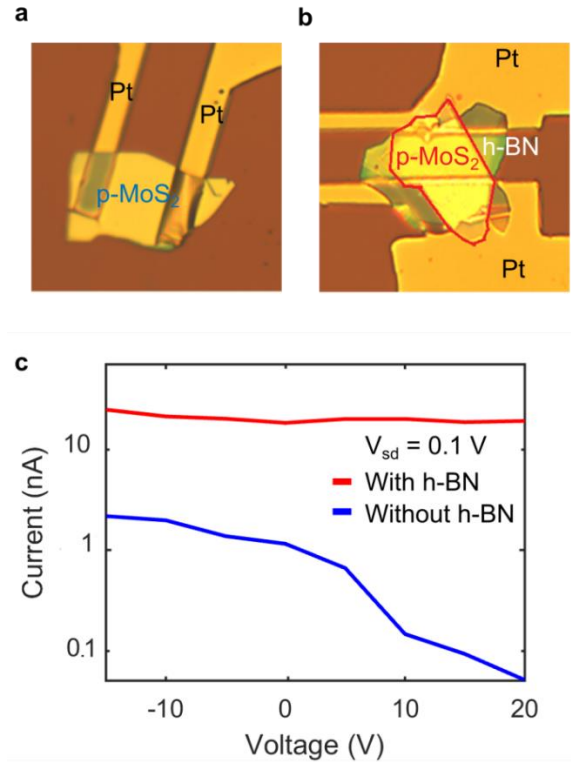 a
Pt
Pt
p-MoS2
b
Pt
p-MoS2
h-BN
Pt
c
Current (nA)
10
1
0.1
Vsd = 0.1 V
With h-BN
Without h-BN
-10
0
10
20
Voltage (V)